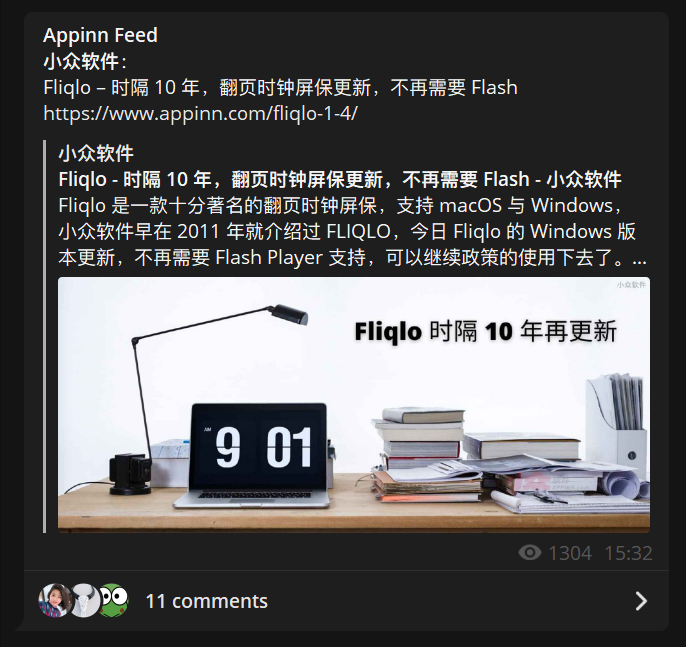 Appinn Feed
小众软件：
Fliqlo – 时隔 10 年，翻页时钟屏保更新，不再需要 Flash
https://www.appinn.com/fliqlo-1-4/
小众软件
Fliqlo - 时隔 10 年，翻页时钟屏保更新，不再需要 Flash - 小众软件
Fliqlo 是一款十分著名的翻页时钟屏保，支持 macOS 与 Windows，
小众软件早在 2011 年就介绍过 FLIQLO，今日 Fliqlo 的 Windows 版
本更新，不再需要 Flash Player 支持，可以继续政策的使用下去了。...
小众软件
Fliqlo 时隔 10 年再更新
AM 9 01
1304 15:32
11 comments